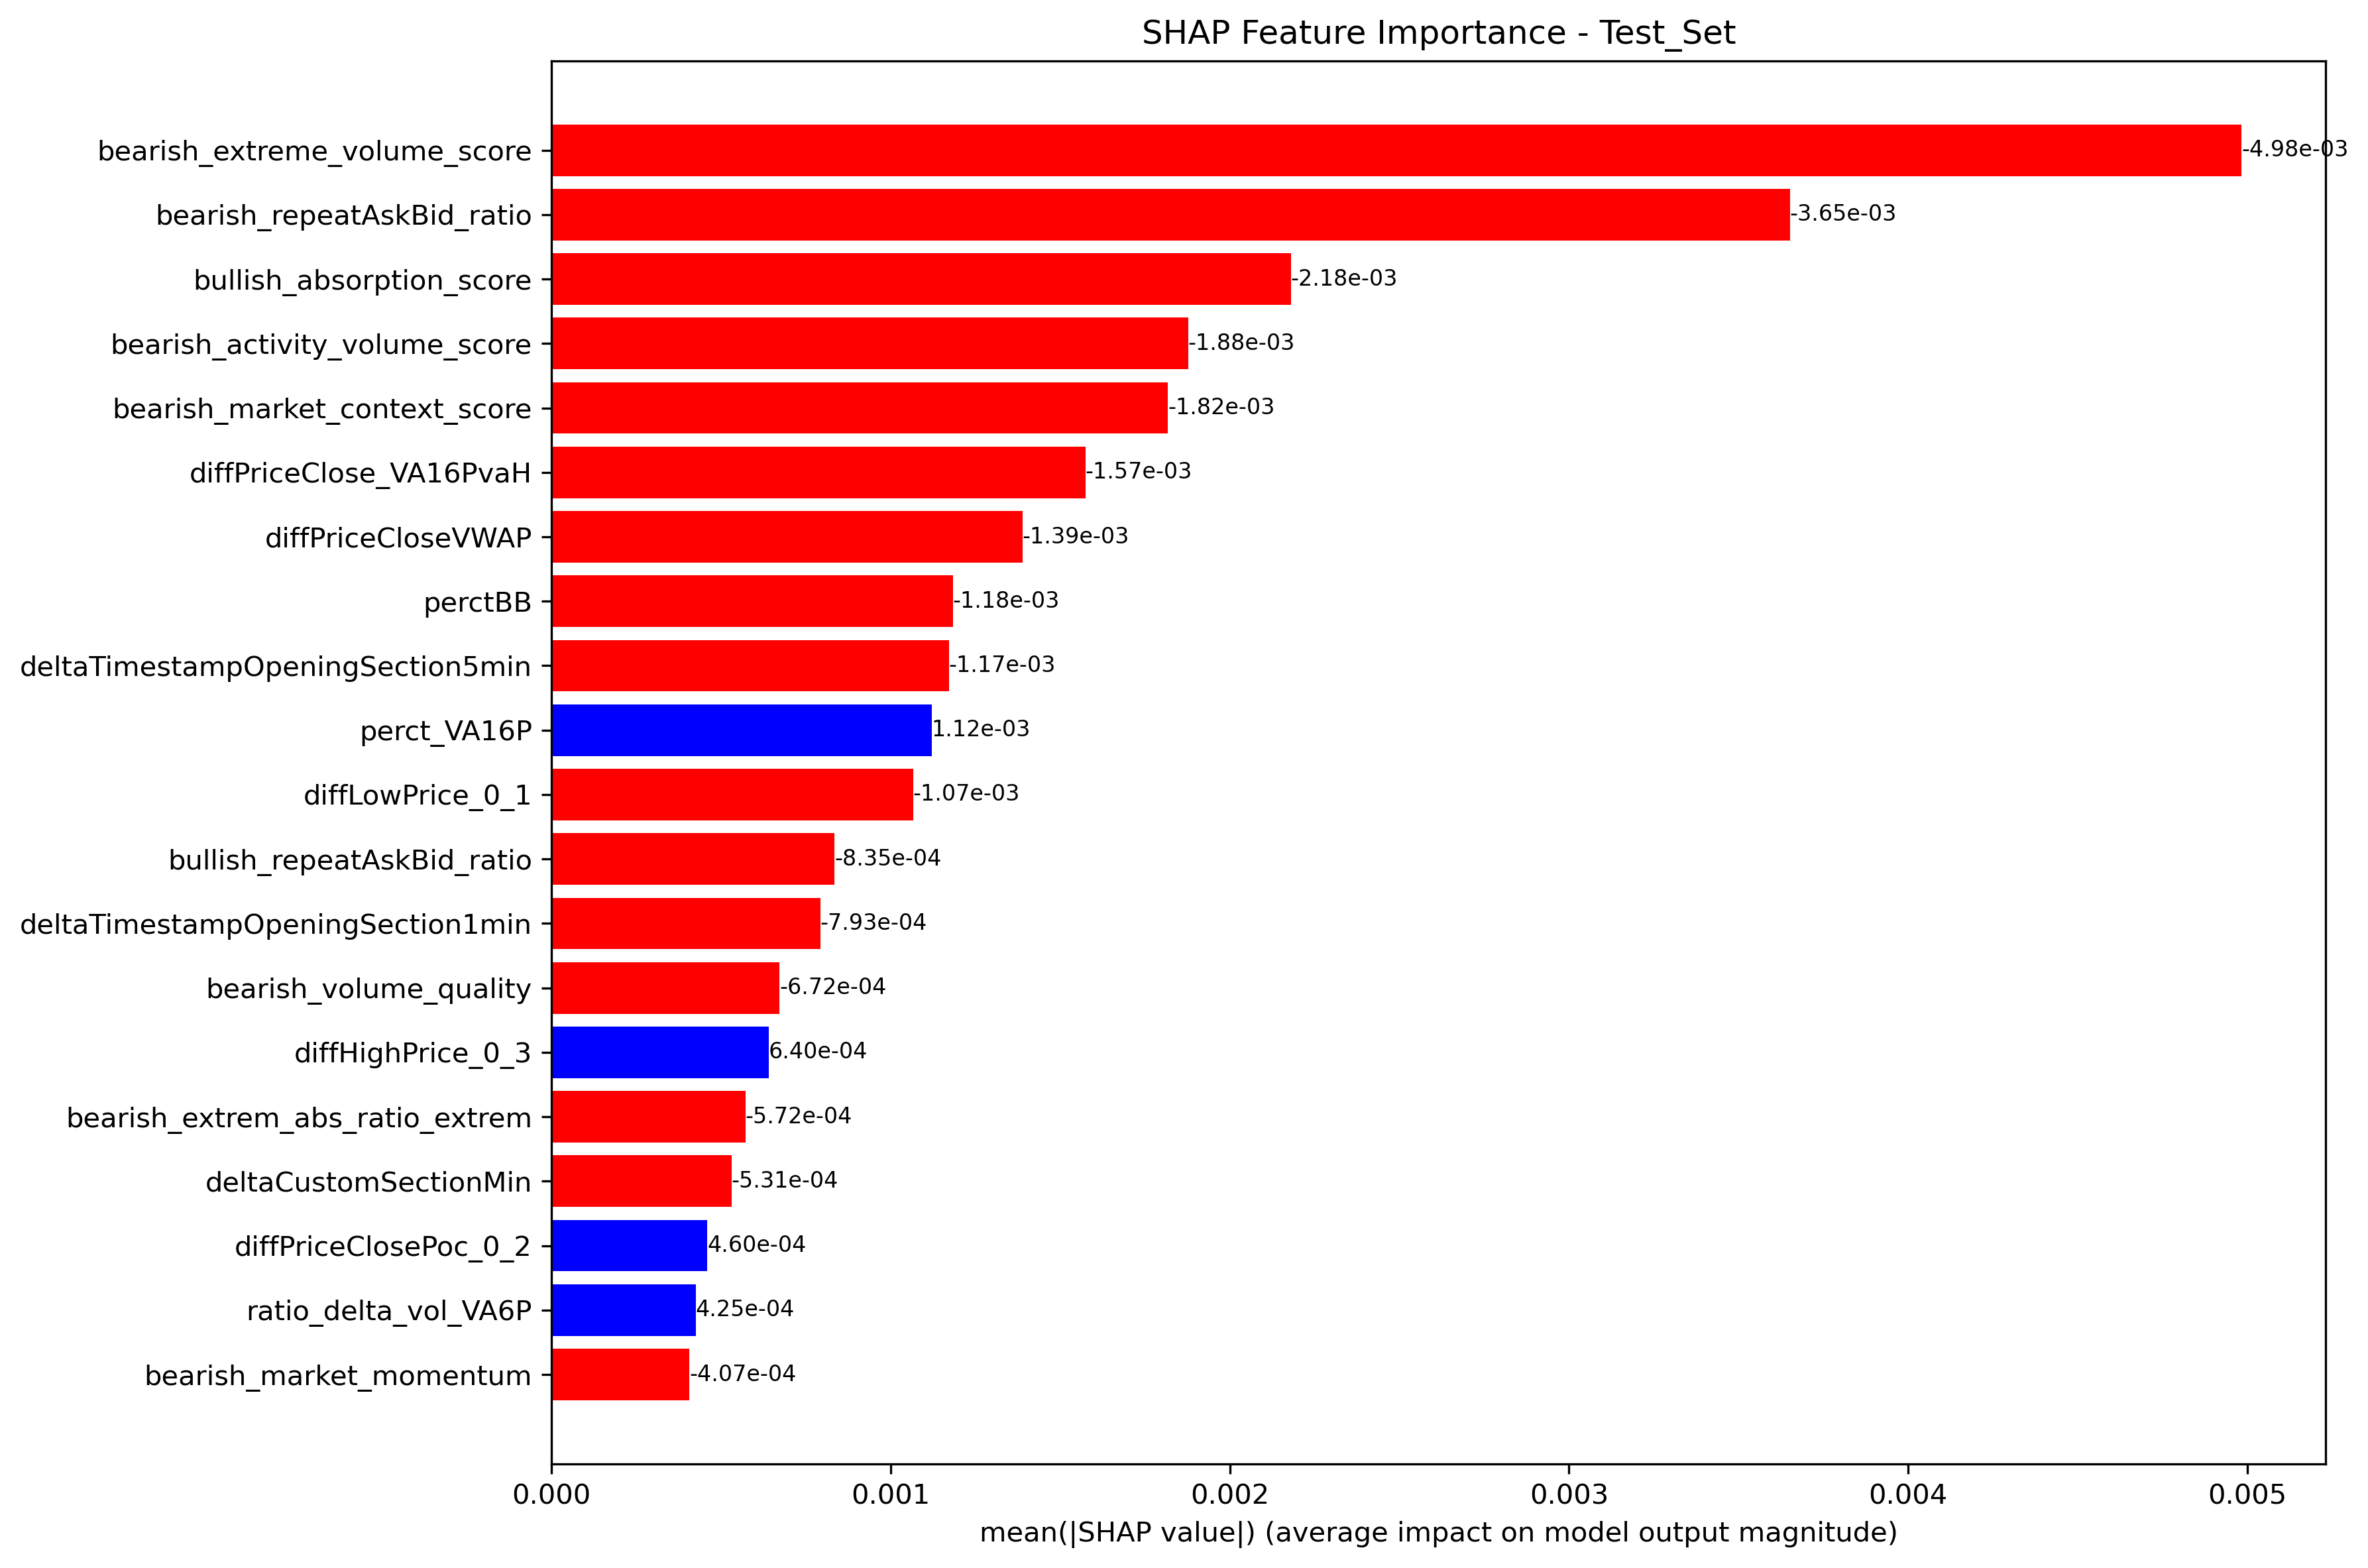 SHAP Feature Importance - Test_Set
bearish_extreme_volume_score -4.98e-03
bearish_repeatAskBid_ratio -3.65e-03
bullish_absorption_score -2.18e-03
bearish_activity_volume_score -1.88e-03
bearish_market_context_score -1.82e-03
diffPriceClose_VA16PvaH -1.57e-03
diffPriceCloseVWAP -1.39e-03
perctBB -1.18e-03
deltaTimestampOpeningSection5min -1.17e-03
perct_VA16P 1.12e-03
diffLowPrice_0_1 -1.07e-03
bullish_repeatAskBid_ratio -8.35e-04
deltaTimestampOpeningSection1min -7.93e-04
bearish_volume_quality -6.72e-04
diffHighPrice_0_3 6.40e-04
bearish_extrem_abs_ratio_extrem -5.72e-04
deltaCustomSectionMin -5.31e-04
diffPriceClosePoc_0_2 4.60e-04
ratio_delta_vol_VA6P 4.25e-04
bearish_market_momentum -4.07e-04
0.000 0.001 0.002 0.003 0.004 0.005
mean(|SHAP value|) (average impact on model output magnitude)